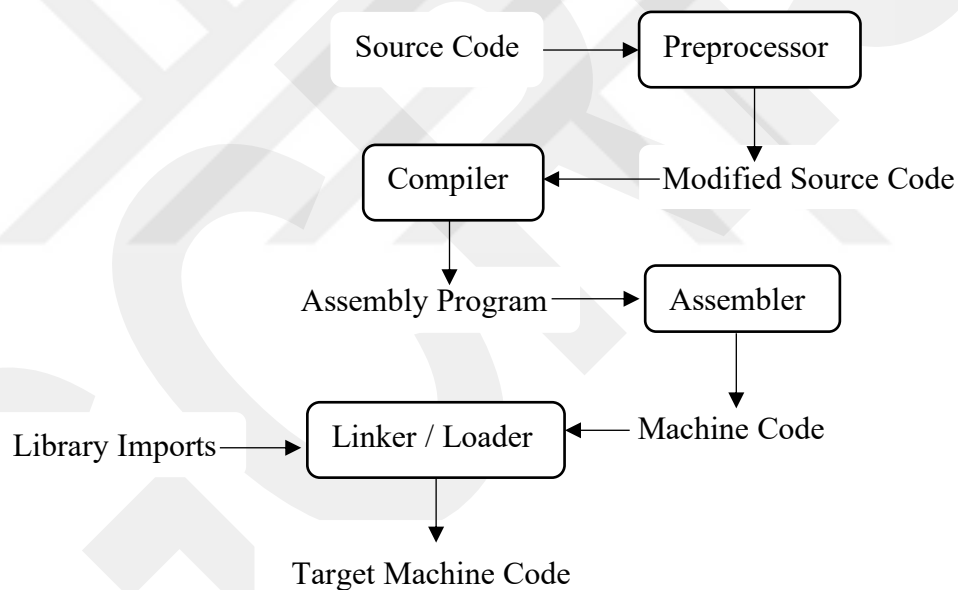 Source Code
Preprocessor
Compiler
Modified Source Code
Assembly Program
Assembler
Library Imports
Linker / Loader
Machine Code
Target Machine Code